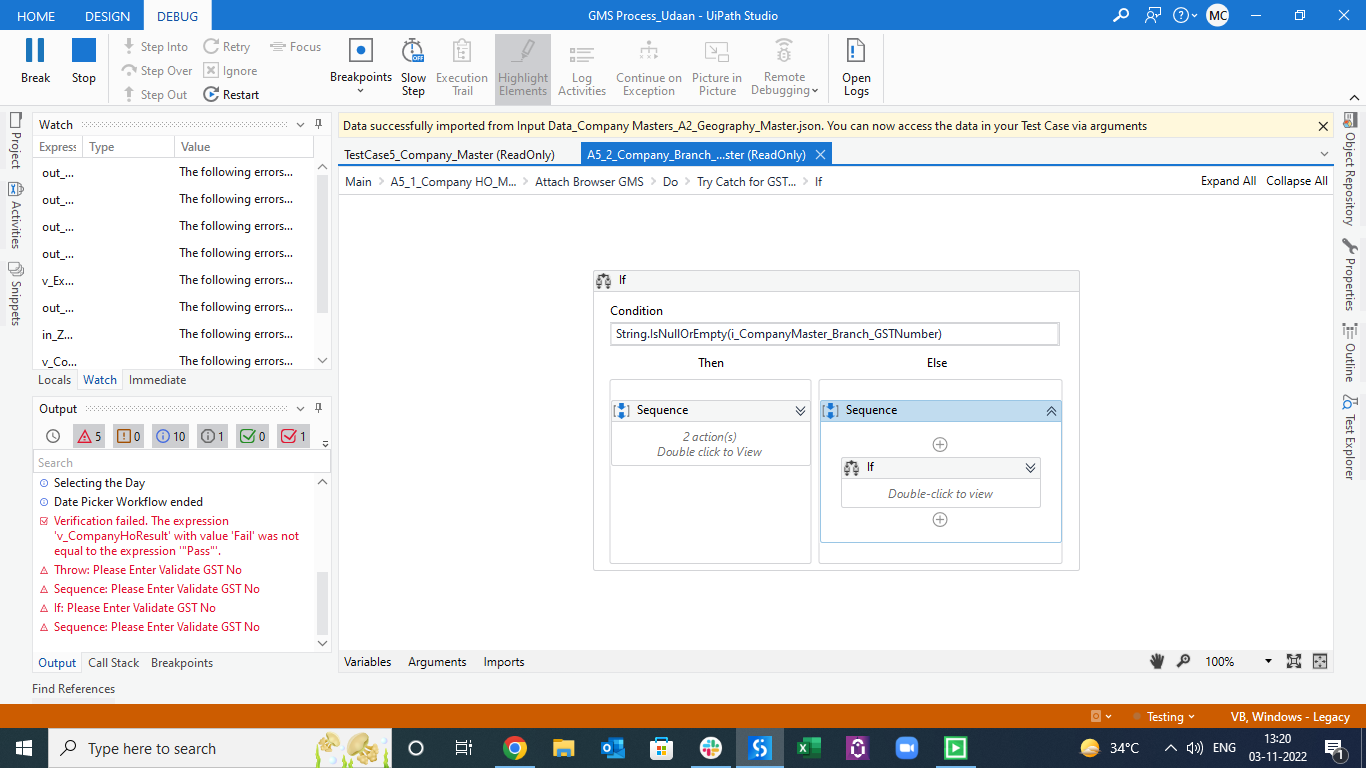 HOME
DESIGN
DEBUG
GMS Process_Udaan - UiPath Studio
MC
Break
Stop
Step Into
Step Over
Step Out
Retry
Ignore
Restart
Focus
Breakpoints
Slow
Step
OFF
Execution
Trail
Highlight
Elements
Log
Activities
Continue on
Exception
Picture in
Picture
Remote
Debugging
Open
Logs
Project
Activities
Snippets
Watch
Express
Type
Value
out_...
The following errors...
out_...
The following errors...
out_...
The following errors...
out_...
The following errors...
v_Ex...
The following errors...
out_...
The following errors...
in_Z...
The following errors...
v_Co...
The following errors...
Locals
Watch
Immediate
Output
5
0
10
1
0
1
Search
Selecting the Day
Date Picker Workflow ended
Verification failed. The expression
'v_CompanyHoResult' with value 'Fail' was not
equal to the expression '"Pass"'.
Throw: Please Enter Validate GST No
Sequence: Please Enter Validate GST No
If: Please Enter Validate GST No
Sequence: Please Enter Validate GST No
Output
Call Stack
Breakpoints
Find References
Data successfully imported from Input Data_Company Masters_A2_Geography_Master.json. You can now access the data in your Test Case via arguments
TestCase5_Company_Master (ReadOnly)
A5_2_Company_Branch_...ster (ReadOnly)
Main
A5_1_Company HO_M...
Attach Browser GMS
Do
Try Catch for GST...
If
Expand All
Collapse All
If
Condition
String.IsNullOrEmpty(i_CompanyMaster_Branch_GSTNumber)
Then
Else
Sequence
2 action(s)
Double click to View
Sequence
If
Double-click to view
Variables
Arguments
Imports
100%
Object Repository
Properties
Outline
Test Explorer
Testing
VB, Windows - Legacy
Type here to search
34°C
ENG
13:20
03-11-2022
1